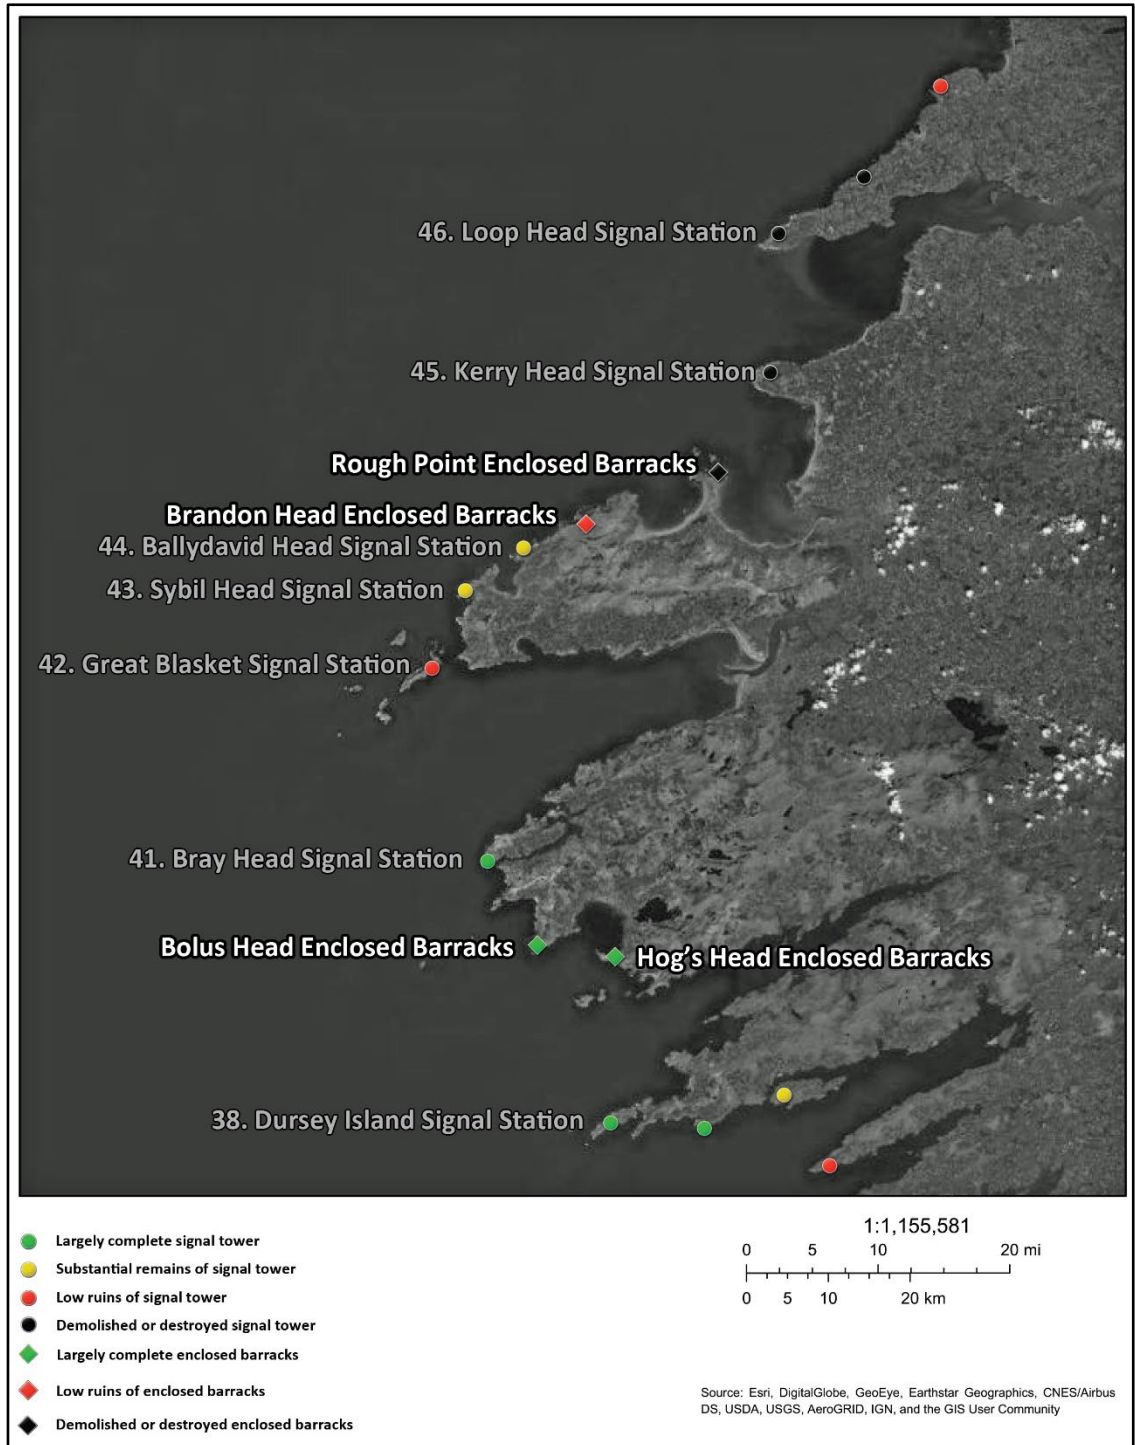 46. Loop Head Signal Station
45. Kerry Head Signal Station
Rough Point Enclosed Barracks
Brandon Head Enclosed Barracks
44. Ballydavid Head Signal Station
43. Sybil Head Signal Station
42. Great Blasket Signal Station
41. Bray Head Signal Station
Bolus Head Enclosed Barracks
Hog’s Head Enclosed Barracks
38. Dursey Island Signal Station
Largely complete signal tower
Substantial remains of signal tower
Low ruins of signal tower
Demolished or destroyed signal tower
Largely complete enclosed barracks
Low ruins of enclosed barracks
Demolished or destroyed enclosed barracks
1:1,155,581
0 5 10 20 mi
0 5 10 20 km
Source: Esri, DigitalGlobe, GeoEye, Earthstar Geographics, CNES/Airbus
DS, USDA, USGS, AeroGRID, IGN, and the GIS User Community